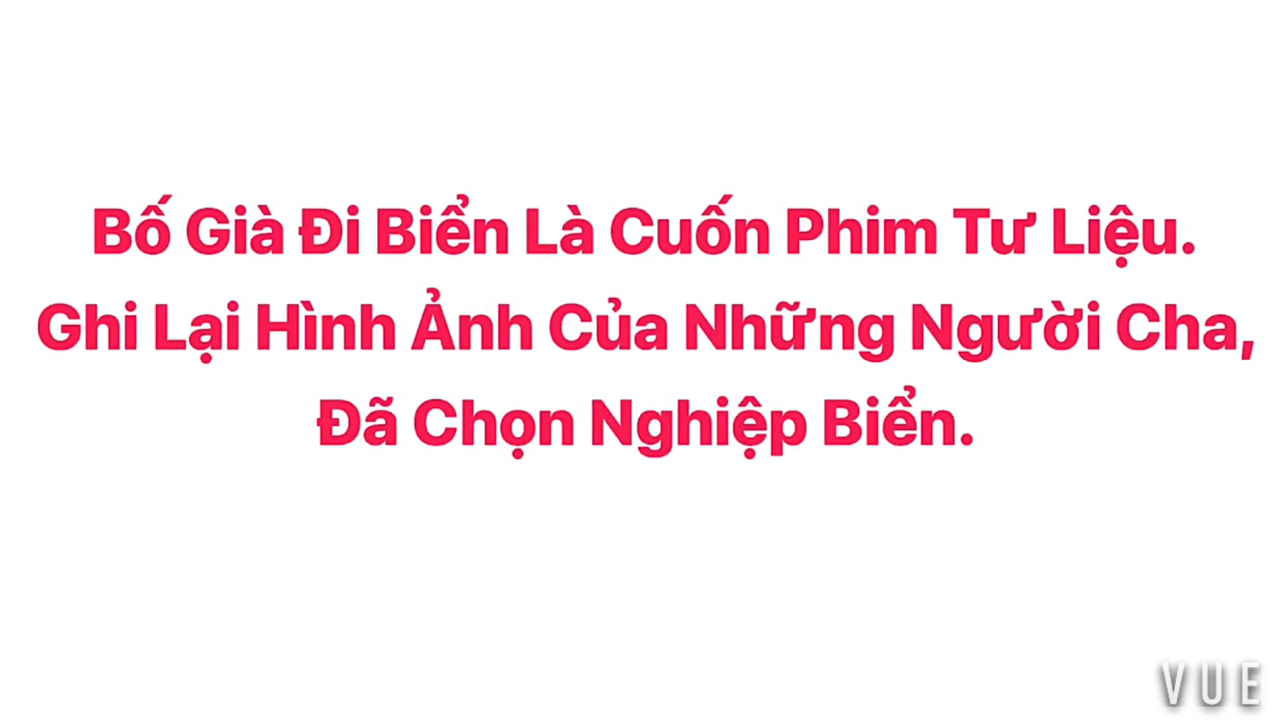 Bố Già Đi Biển Là Cuốn Phim Tư Liệu.
Ghi Lại Hình Ảnh Của Những Người Cha,
Đã Chọn Nghiệp Biển.
VUE